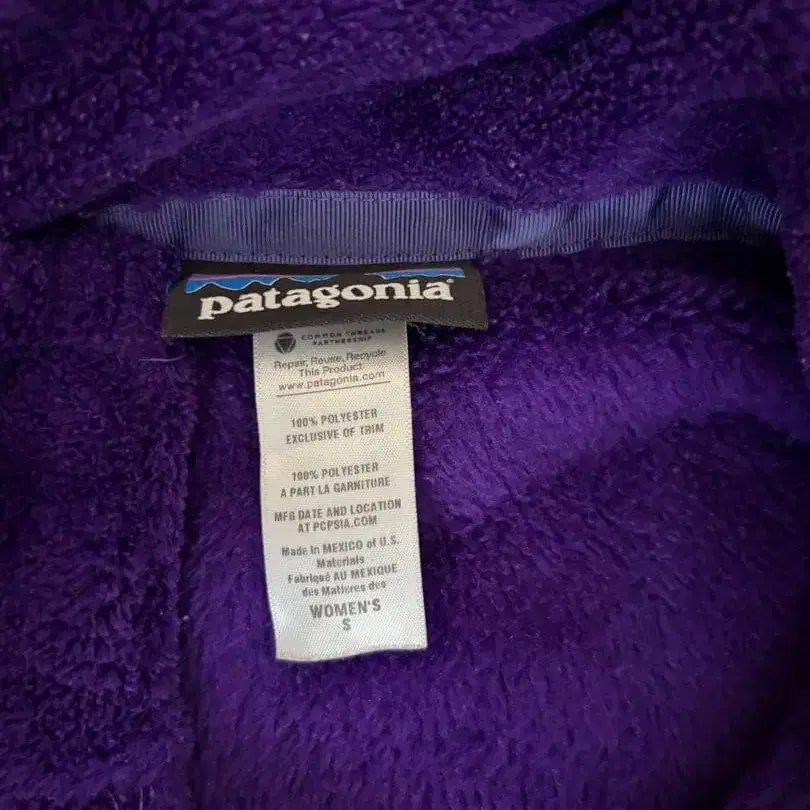 patagonia
COMMON THREADS
PARTNERSHIP
Repair, Reuse, Recycle
This Product
www.patagonia.com
100% POLYESTER
EXCLUSIVE OF TRIM
100% POLYESTER
A PART LA GARNITURE
MFG DATE AND LOCATION
AT PCPSIA.COM
Made in MEXICO of U.S.
Materials
Fabriqué AU MEXIQUE
des Matieres des
WOMEN'S
S